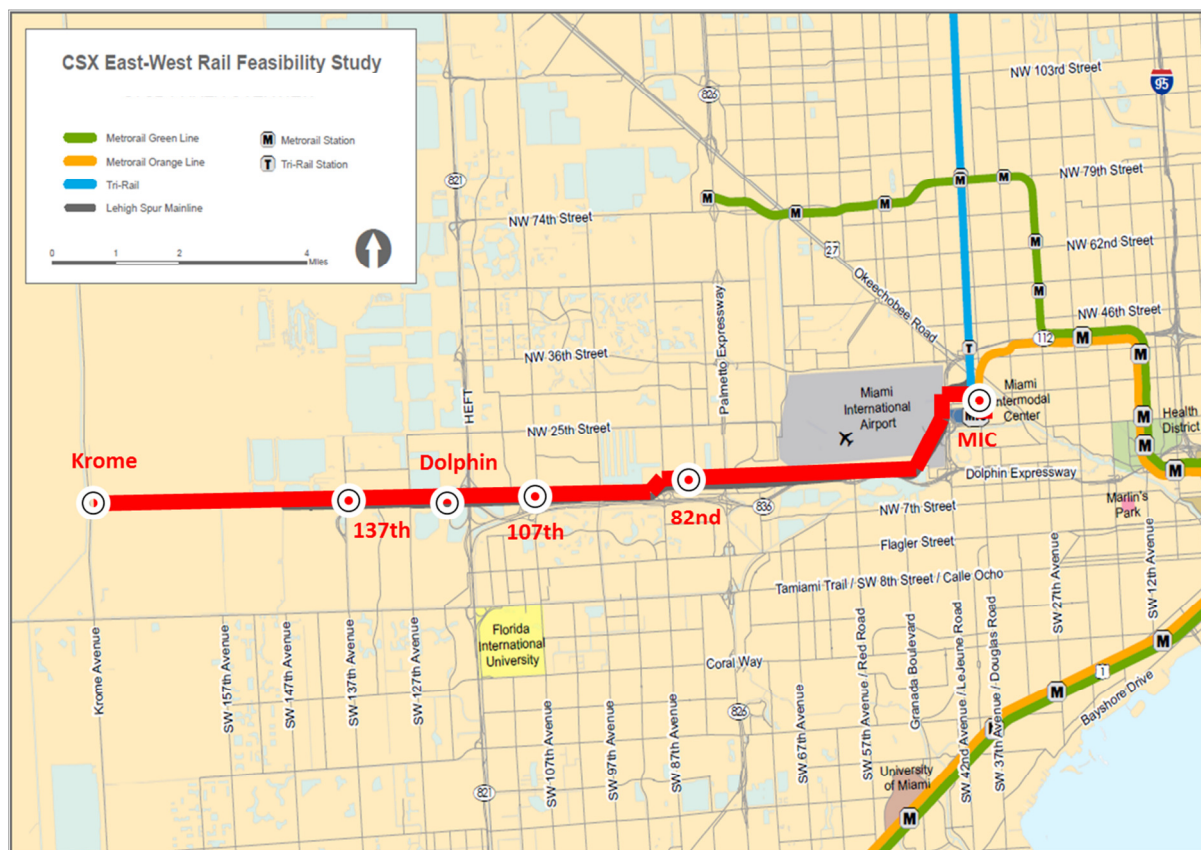 CSX East-West Rail Feasibility Study
Metrorail Green Line
Metrorail Orange Line
Tri-Rail
Lehigh Spur Mainline
M Metrorail Station
T Tri-Rail Station
0 1 2 4
Miles
826
NW 103rd Street
95
821
NW 79th Street
M
M
M
M
M
M
M
NW 74th Street
27
NW 62nd Street
M
Okeechobee Road
NW 46th Street
Palmetto Expressway
NW 36th Street
T
112
M
M
HEFT
Miami
International
Airport
Miami
Intermodal
Center
NW 25th Street
MIC
M
Health
District
M
M
Krome
Dolphin
MIC
Dolphin Expressway
137th
107th
82nd
836
NW 7th Street
Marlin's
Park
Flagler Street
Tamiami Trail / SW 8th Street / Calle Ocho
Florida
International
University
Coral Way
Krome Avenue
SW 157th Avenue
SW 147th Avenue
SW 137th Avenue
SW 127th Avenue
SW 107th Avenue
SW 97th Avenue
SW 87th Avenue
826
SW 67th Avenue
SW 57th Avenue / Red Road
Granada Boulevard
SW 42nd Avenue / LeJeune Road
SW 37th Avenue / Douglas Road
SW 27th Avenue
SW 12th Avenue
M
1
M
Bayshore Drive
M
University
of Miami
M
821